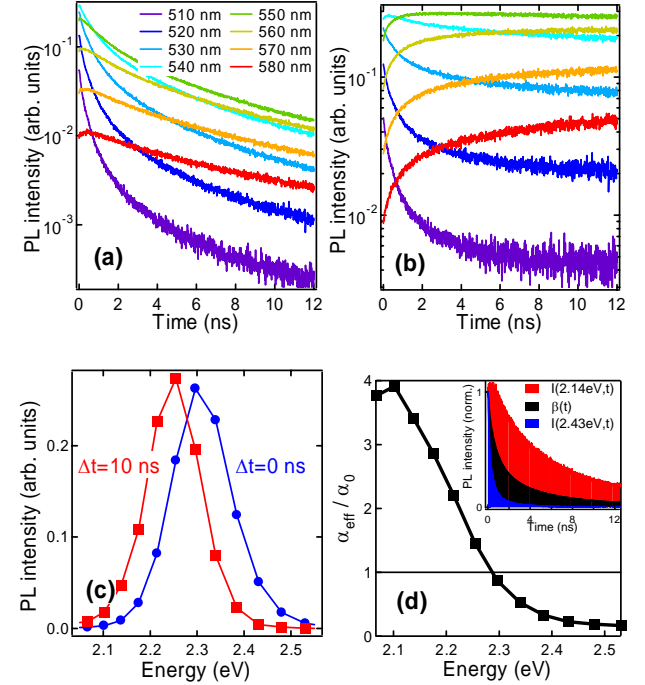 PL intensity (arb. units)
10⁻¹
10⁻²
10⁻³
510 nm 550 nm
520 nm 560 nm
530 nm 570 nm
540 nm 580 nm
(a)
0 2 4 6 8 10 12
Time (ns)
PL intensity (arb. units)
10⁻¹
10⁻²
(b)
0 2 4 6 8 10 12
Time (ns)
PL intensity (arb. units)
0.2
0.1
0.0
Δt=10 ns Δt=0 ns
(c)
2.1 2.2 2.3 2.4 2.5
Energy (eV)
α_eff / α_0
4
3
2
1
0
PL intensity (norm.)
1
0
I(2.14eV,t)
β(t)
I(2.43eV,t)
0 4 8 12
Time (ns)
(d)
2.1 2.2 2.3 2.4 2.5
Energy (eV)